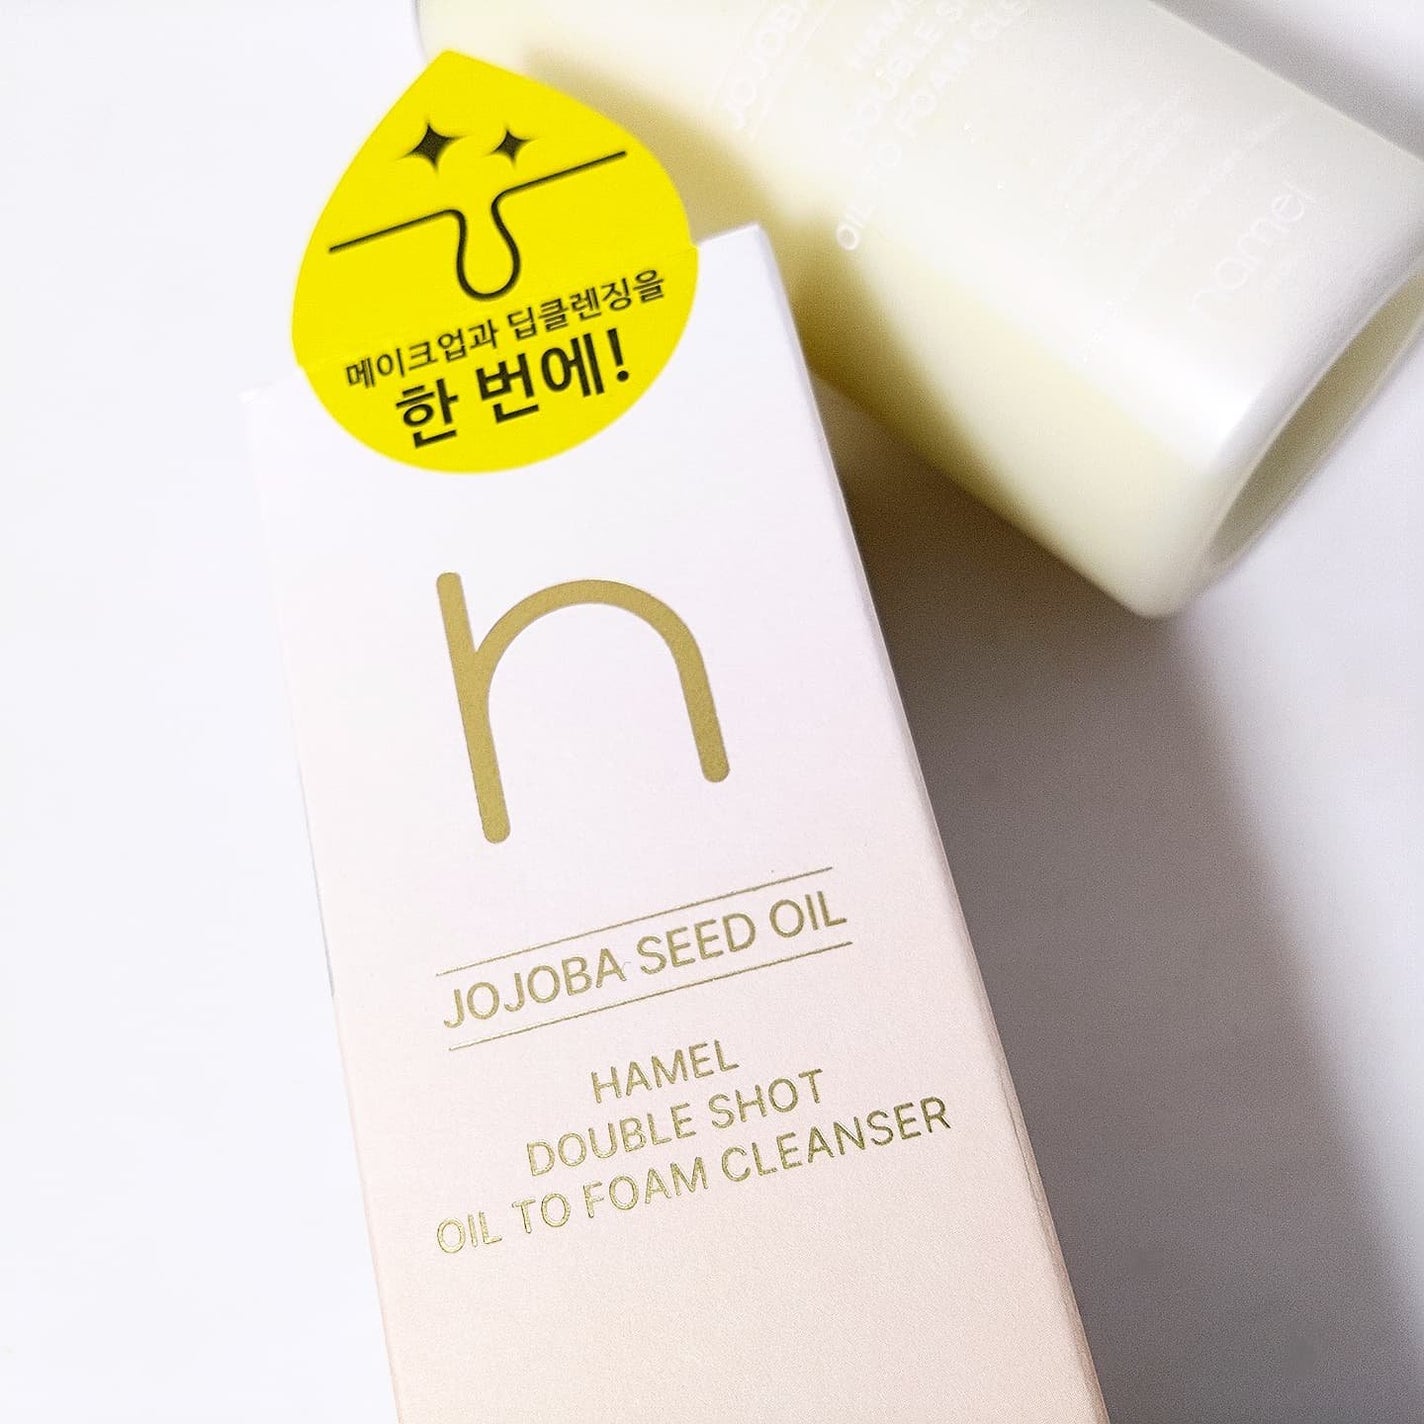 메이크업과 딥클렌징을
한 번에!
h
JOJOBA SEED OIL
HAMEL
DOUBLE SHOT
OIL TO FOAM CLEANSER
hamel